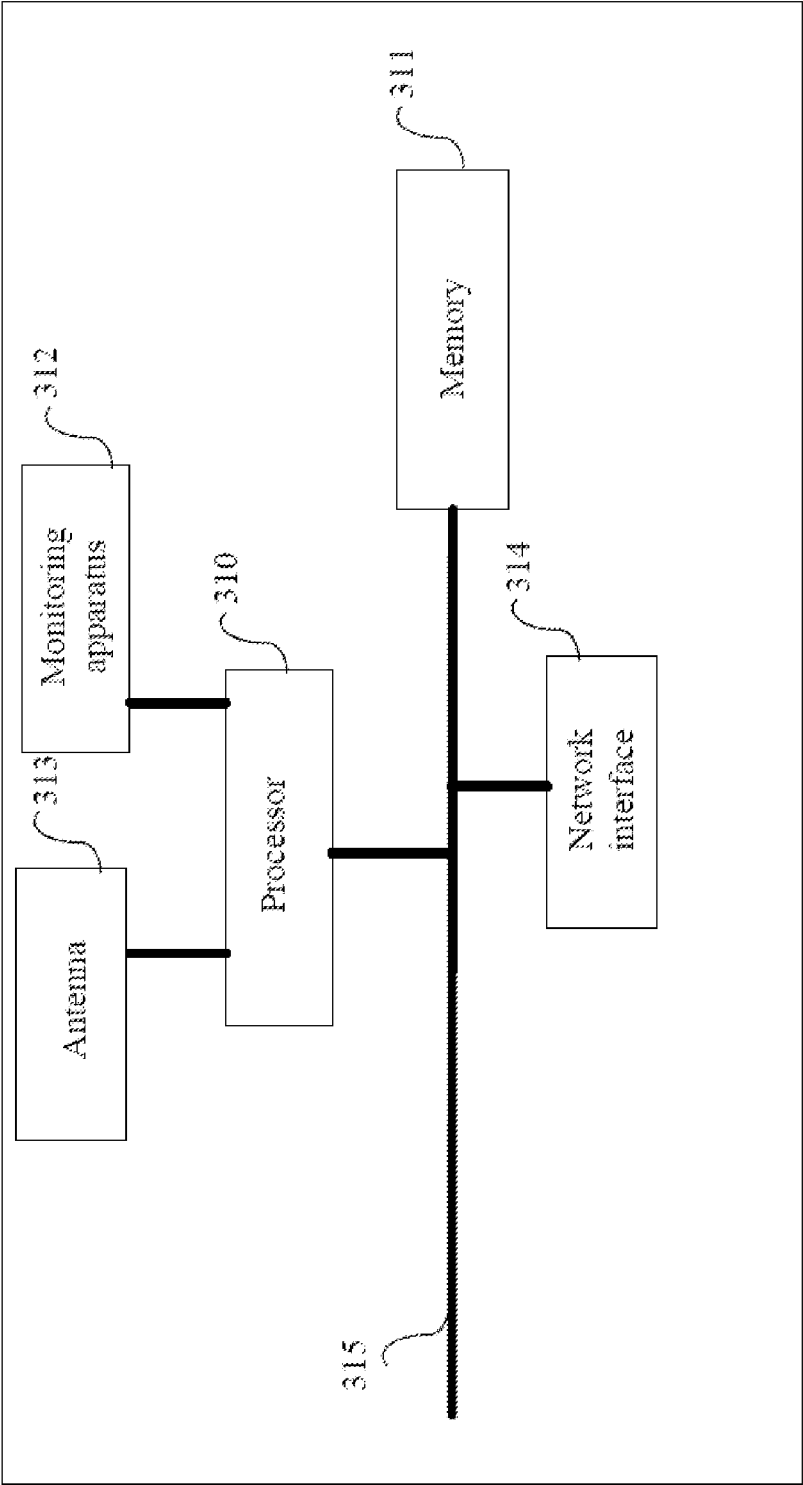 313
312
Antenna
Monitoring
apparatus
310
Processor
311
Memory
315
314
Network
interface